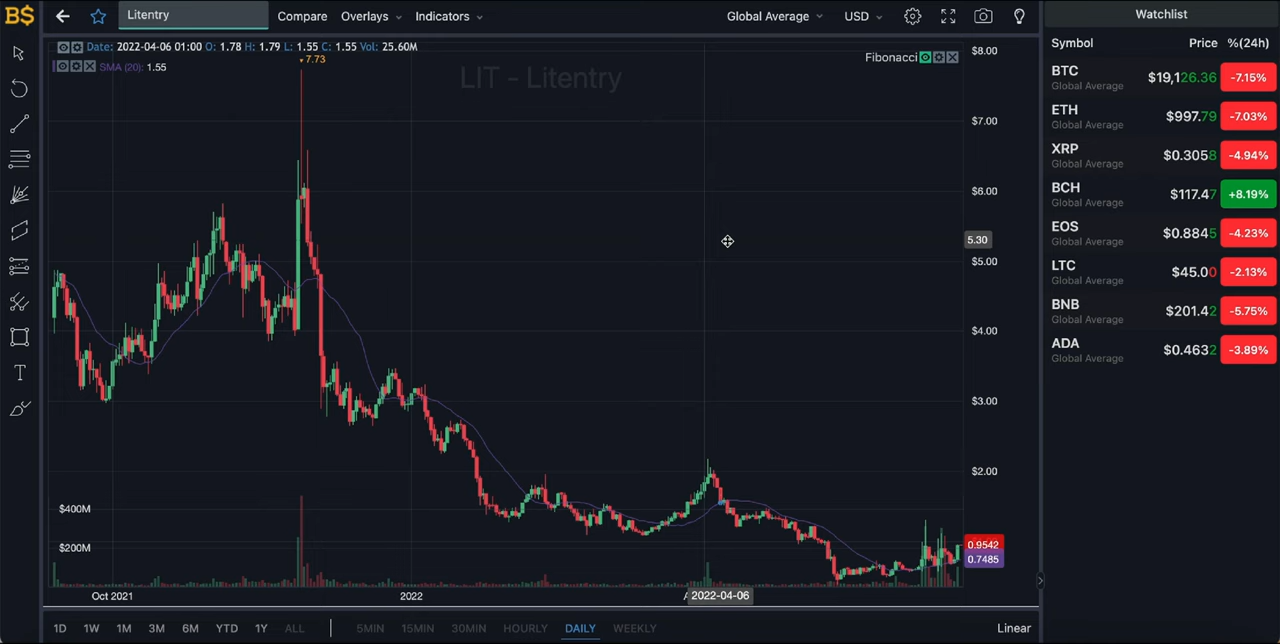 B$
Litentry
Compare Overlays Indicators
Global Average USD
Date: 2022-04-06 01:00 O: 1.78 H: 1.79 L: 1.55 C: 1.55 Vol: 25.60M
SMA (20): 1.55
7.73
LIT - Litentry
Fibonacci
$8.00
$7.00
$6.00
5.30
$5.00
$4.00
$3.00
$2.00
0.9542
0.7485
$400M
$200M
Oct 2021 2022 A 2022-04-06
1D 1W 1M 3M 6M YTD 1Y ALL 5MIN 15MIN 30MIN HOURLY DAILY WEEKLY Linear
T
Watchlist
Symbol Price %(24h)
BTC $19,126.36 -7.15%
Global Average
ETH $997.79 -7.03%
Global Average
XRP $0.3058 -4.94%
Global Average
BCH $117.47 +8.19%
Global Average
EOS $0.8845 -4.23%
Global Average
LTC $45.00 -2.13%
Global Average
BNB $201.42 -5.75%
Global Average
ADA $0.4632 -3.89%
Global Average